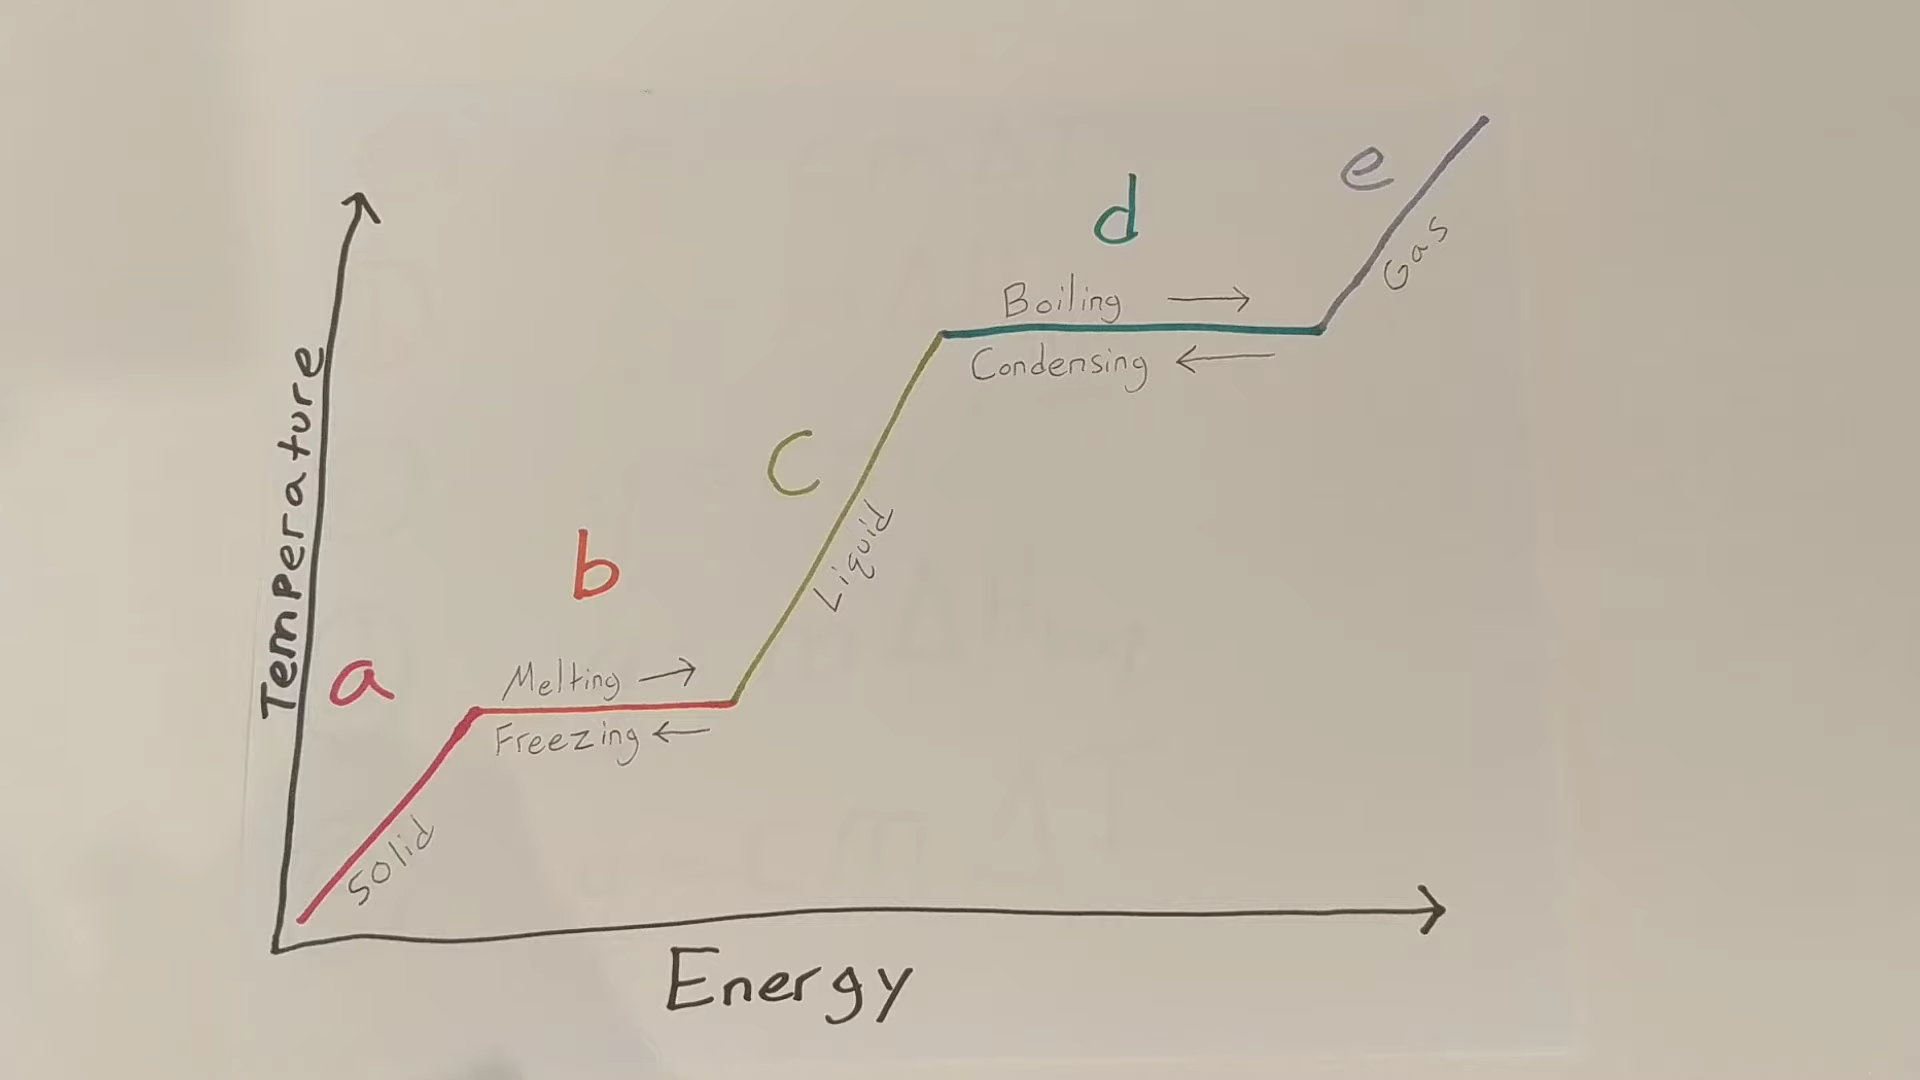 e
d
Gas
Boiling →
Condensing ←
Temperature
C
Liquid
b
a
Melting →
Freezing ←
Solid
Energy